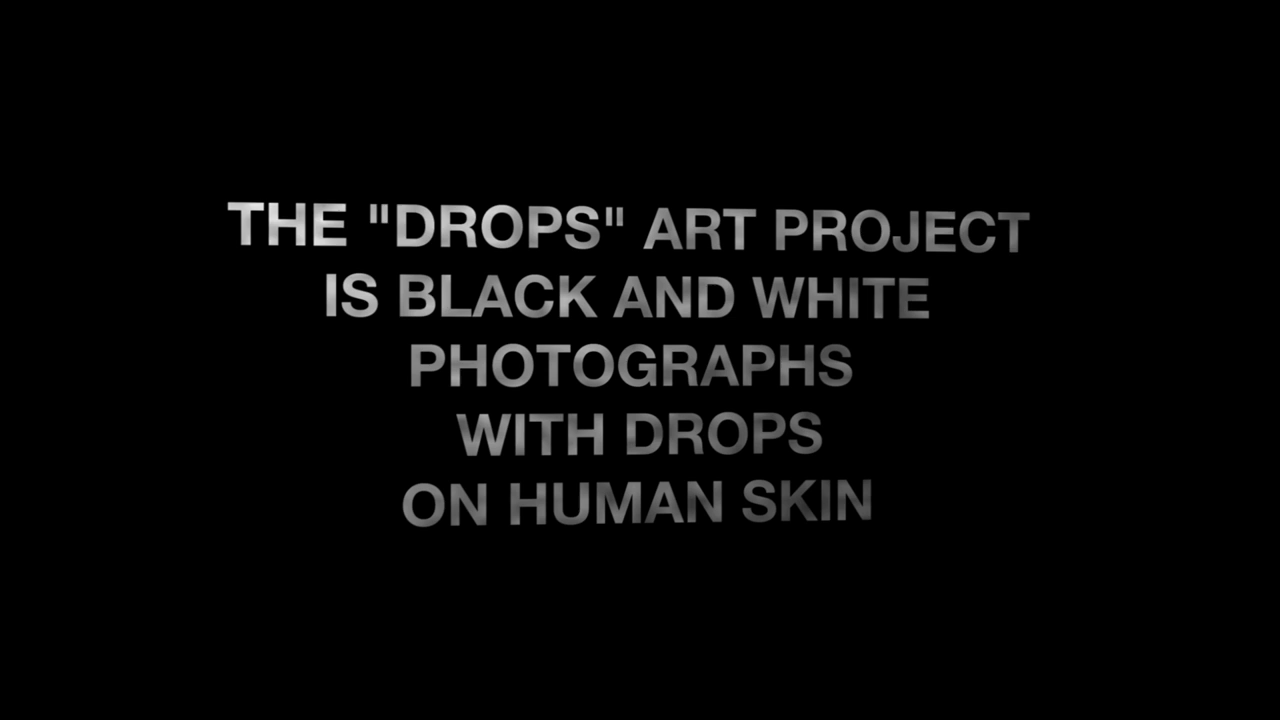 THE "DROPS" ART PROJECT
IS BLACK AND WHITE
PHOTOGRAPHS
WITH DROPS
ON HUMAN SKIN